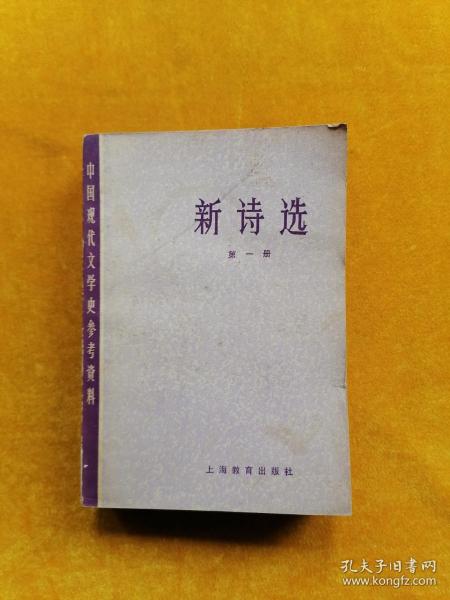 中国现代文学史参考资料
新诗选
第一册
上海教育出版社
孔夫子旧书网
www.kongfz.com